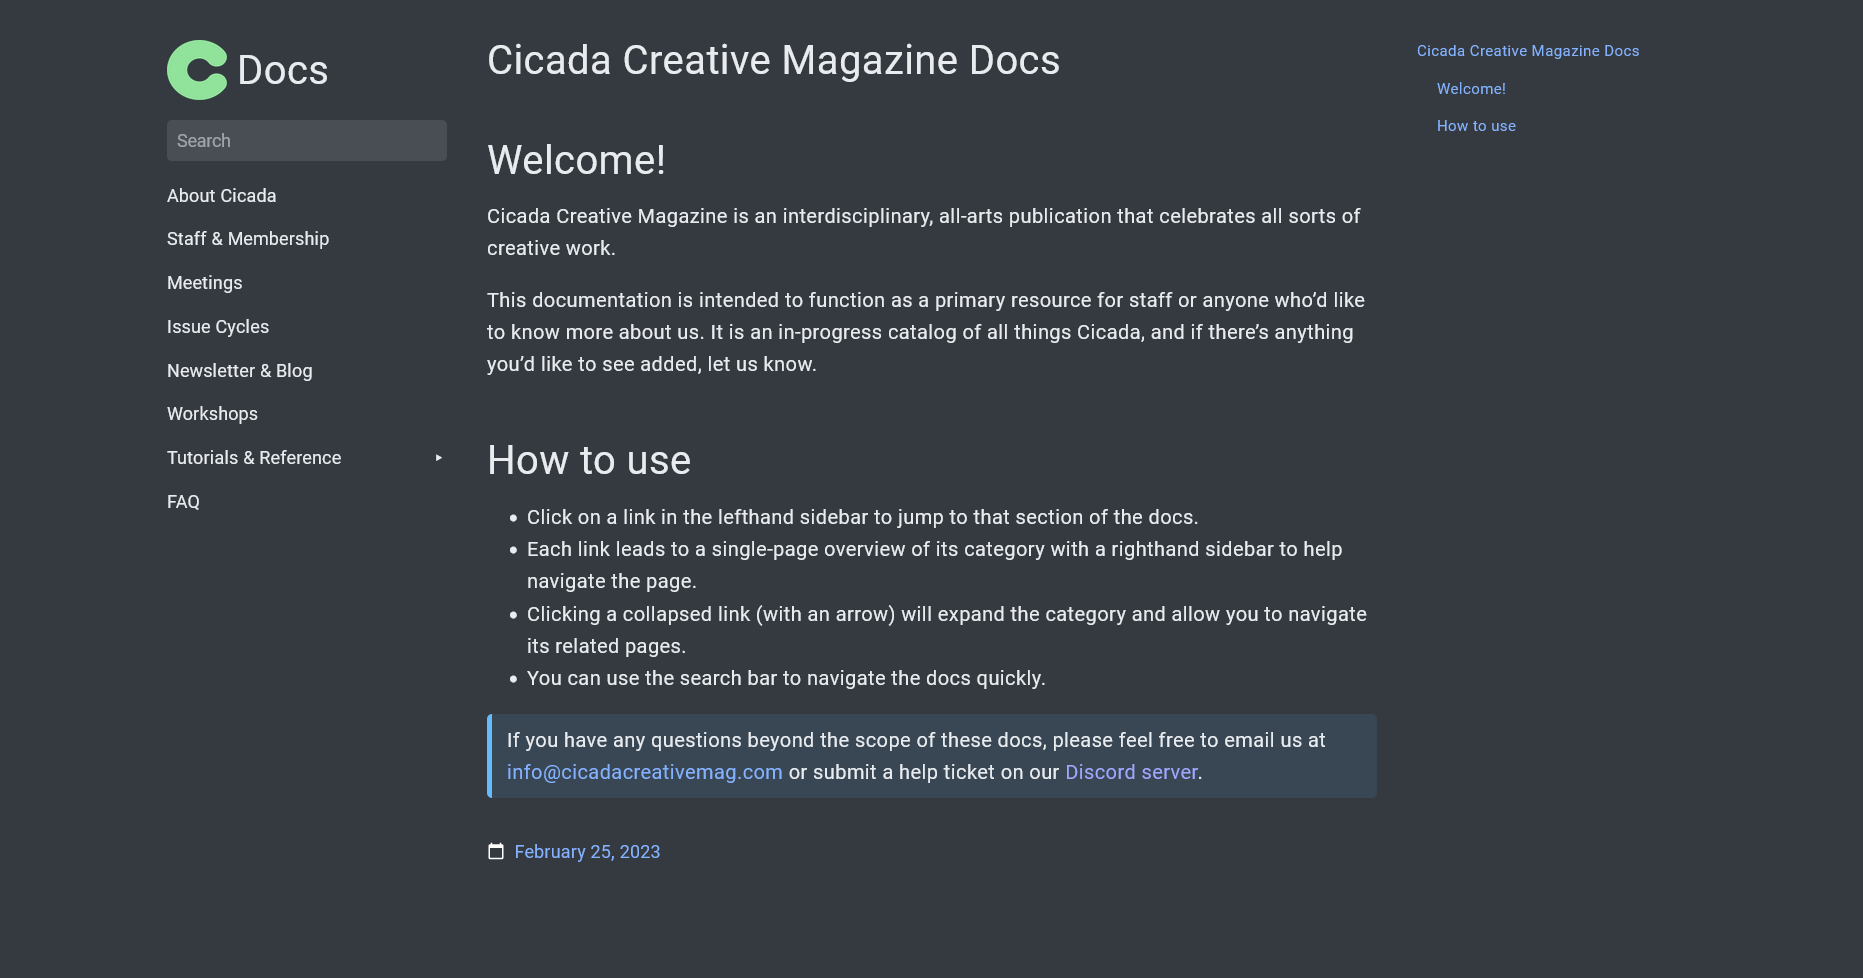 Docs
Search
About Cicada
Staff & Membership
Meetings
Issue Cycles
Newsletter & Blog
Workshops
Tutorials & Reference
FAQ
Cicada Creative Magazine Docs
Welcome!
Cicada Creative Magazine is an interdisciplinary, all-arts publication that celebrates all sorts of
creative work.
This documentation is intended to function as a primary resource for staff or anyone who’d like
to know more about us. It is an in-progress catalog of all things Cicada, and if there’s anything
you’d like to see added, let us know.
How to use
Click on a link in the lefthand sidebar to jump to that section of the docs.
Each link leads to a single-page overview of its category with a righthand sidebar to help
navigate the page.
Clicking a collapsed link (with an arrow) will expand the category and allow you to navigate
its related pages.
You can use the search bar to navigate the docs quickly.
If you have any questions beyond the scope of these docs, please feel free to email us at
info@cicadacreativemag.com or submit a help ticket on our Discord server.
February 25, 2023
Cicada Creative Magazine Docs
Welcome!
How to use